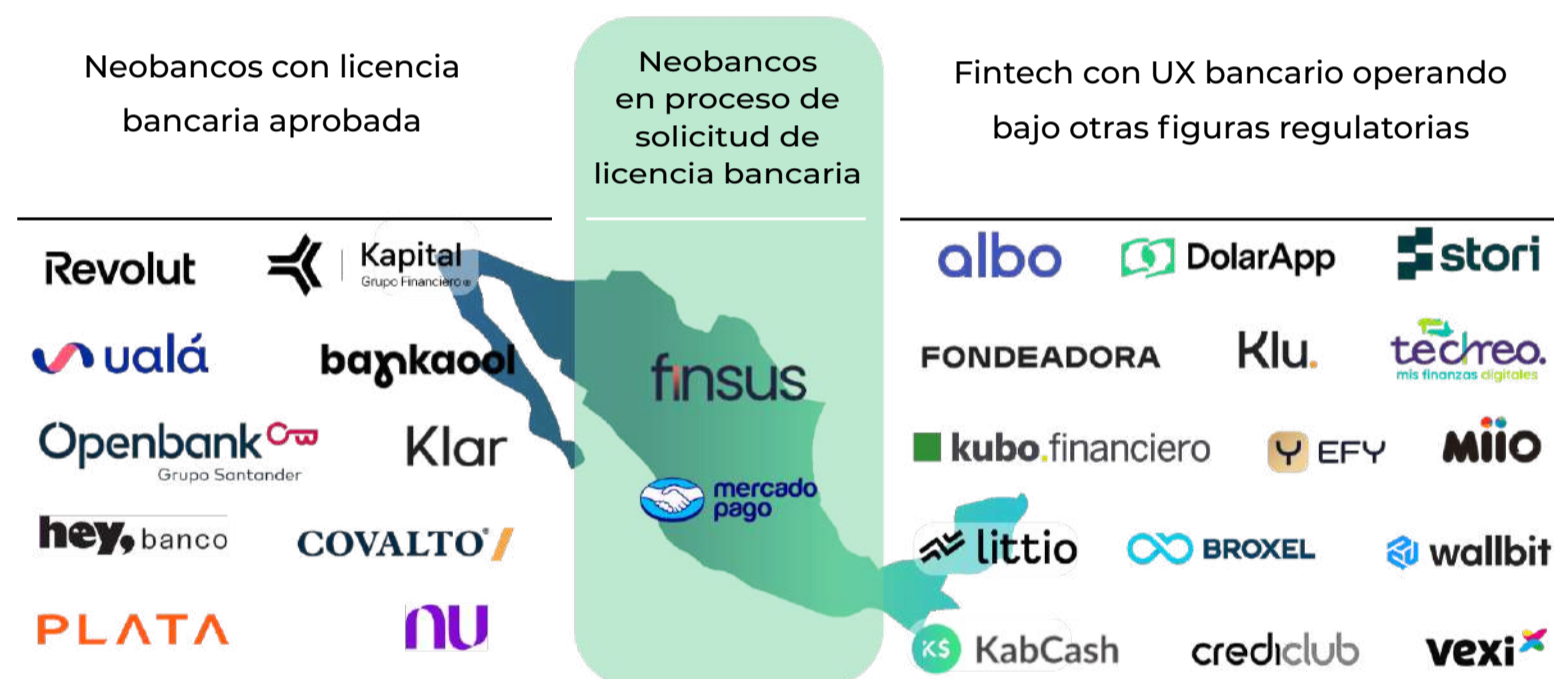 Neobancos con licencia
bancaria aprobada
Revolut
Kapital
Grupo Financiero
ualá
bankaool
Openbank
Grupo Santander
Klar
hey, banco
COVALTO
PLATA
nu
Neobancos
en proceso de
solicitud de
licencia bancaria
finsus
mercado
pago
Fintech con UX bancario operando
bajo otras figuras regulatorias
albo
DolarApp
stori
FONDEADORA
Klu.
techreo.
mis finanzas digitales
kubo.financiero
EFY
MIIO
littio
BROXEL
wallbit
K$ KabCash
crediclub
vexi